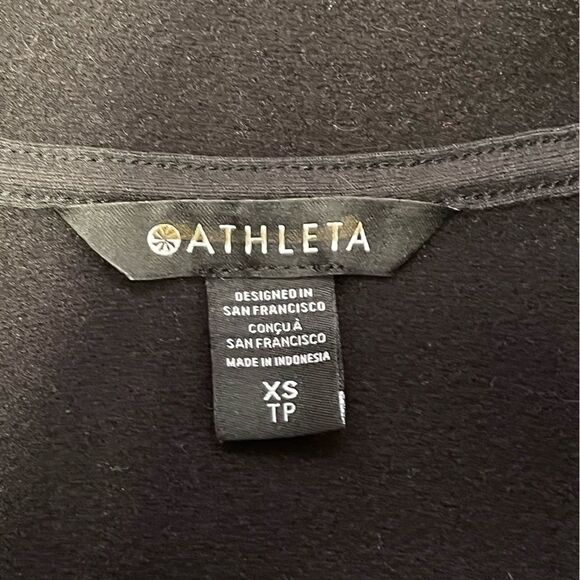 ATHLETA
DESIGNED IN
SAN FRANCISCO
CONÇU À
SAN FRANCISCO
MADE IN INDONESIA
XS
TP